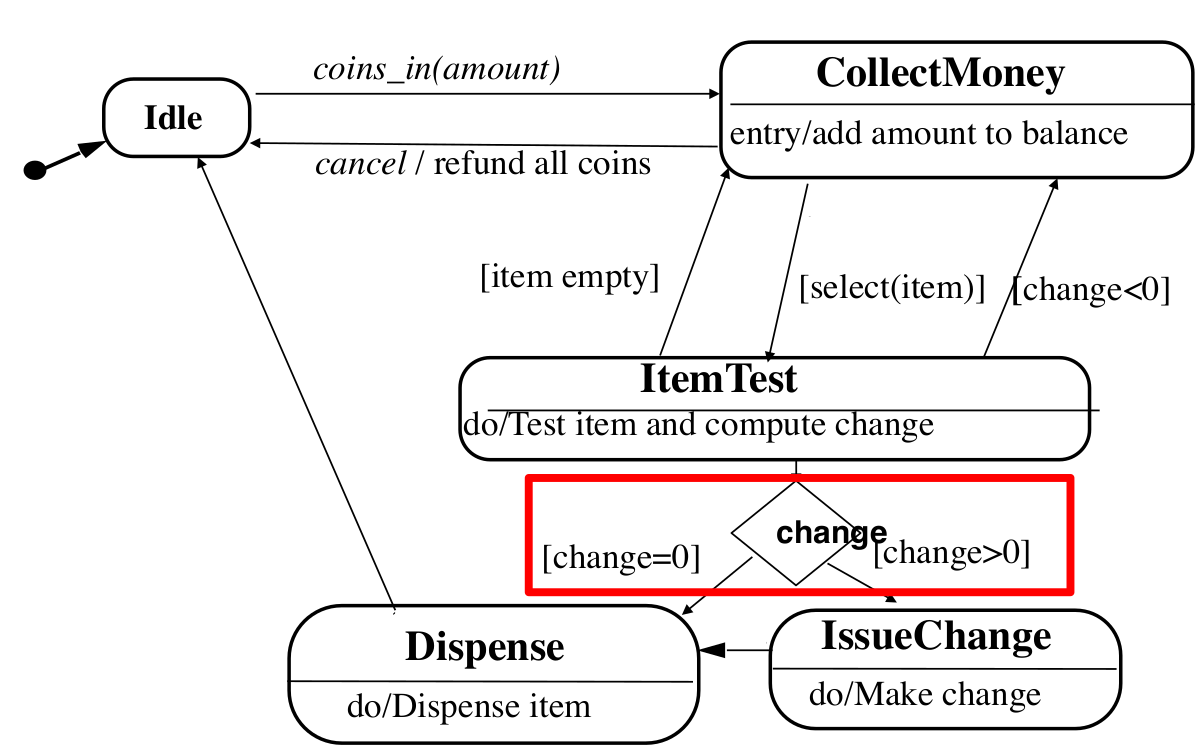 coins_in(amount)
CollectMoney
Idle
entry/add amount to balance
cancel / refund all coins
[item empty]
[select(item)]
[change<0]
ItemTest
do/Test item and compute change
change
[change=0]
[change>0]
Dispense
IssueChange
do/Dispense item
do/Make change